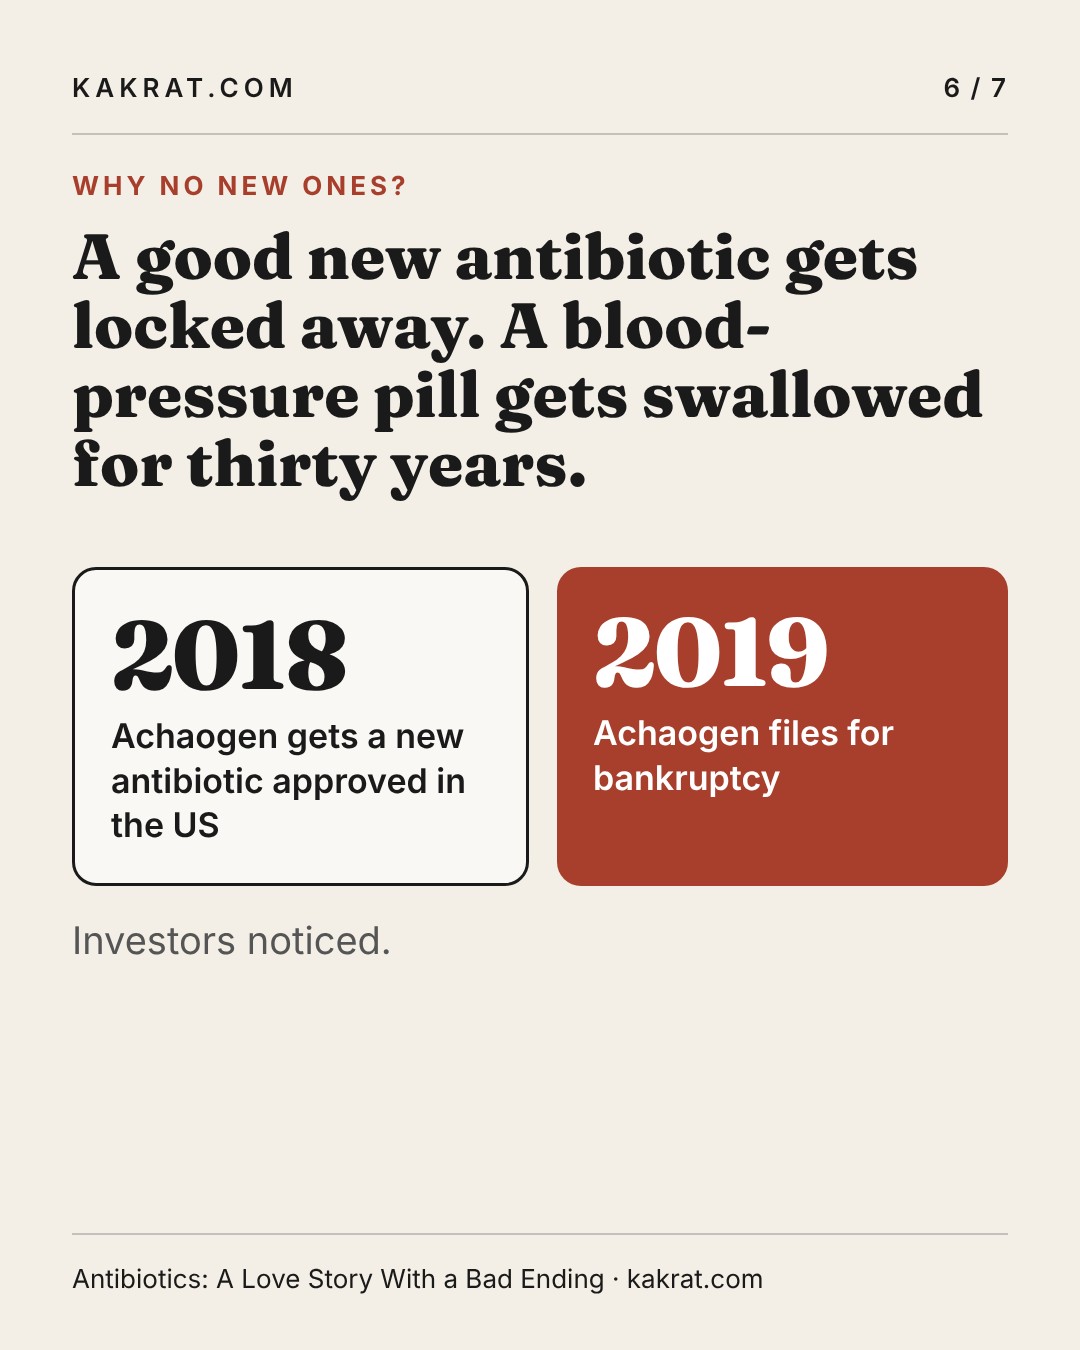 KAKRAT.COM
6 / 7
WHY NO NEW ONES?
A good new antibiotic gets
locked away. A blood-
pressure pill gets swallowed
for thirty years.
2018
Achaogen gets a new
antibiotic approved in
the US
2019
Achaogen files for
bankruptcy
Investors noticed.
Antibiotics: A Love Story With a Bad Ending · kakrat.com